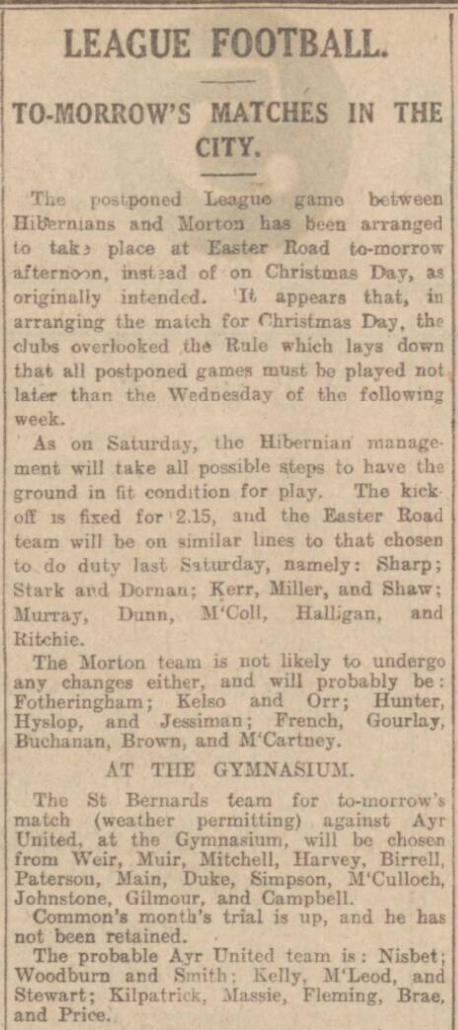 LEAGUE FOOTBALL.
TO-MORROW'S MATCHES IN THE
CITY.
The postponed League game between
Hibernians and Morton has been arranged
to take place at Easter Road to-morrow
afternoon, instead of on Christmas Day, as
originally intended. It appears that, in
arranging the match for Christmas Day, the
clubs overlooked the Rule which lays down
that all postponed games must be played not
later than the Wednesday of the following
week.
As on Saturday, the Hibernian manage-
ment will take all possible steps to have the
ground in fit condition for play. The kick-
off is fixed for 2.15, and the Easter Road
team will be on similar lines to that chosen
to do duty last Saturday, namely: Sharp;
Stark and Dornan; Kerr, Miller, and Shaw;
Murray, Dunn, M'Coll, Halligan, and
Ritchie.
The Morton team is not likely to undergo
any changes either, and will probably be:
Fotheringham; Kelso and Orr; Hunter,
Hyslop, and Jessiman; French, Gourlay,
Buchanan, Brown, and M'Cartney.
AT THE GYMNASIUM.
The St Bernards team for to-morrow's
match (weather permitting) against Ayr
United, at the Gymnasium, will be chosen
from Weir, Muir, Mitchell, Harvey, Birrell,
Paterson, Main, Duke, Simpson, M'Culloch,
Johnstone, Gilmour, and Campbell.
Common's month's trial is up, and he has
not been retained.
The probable Ayr United team is: Nisbet;
Woodburn and Smith; Kelly, M'Leod, and
Stewart; Kilpatrick, Massie, Fleming, Brae,
and Price.